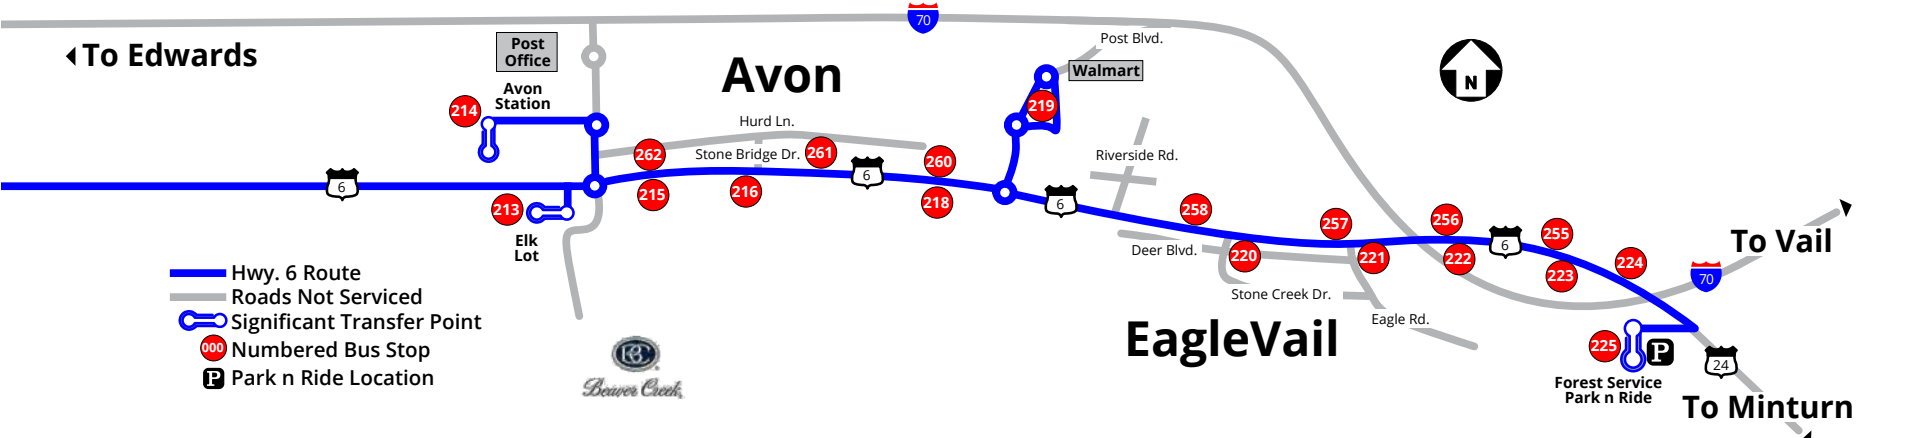 70
To Edwards
Post
Office
Avon
Station
214
Avon
Post Blvd.
Walmart
219
N
Hurd Ln.
262
Stone Bridge Dr.
261
260
6
6
215
216
218
213
Elk
Lot
6
Riverside Rd.
258
257
256
255
6
224
Deer Blvd.
220
221
222
223
To Vail
70
Stone Creek Dr.
Eagle Rd.
EagleVail
225
P
24
Forest Service
Park n Ride
To Minturn
Hwy. 6 Route
Roads Not Serviced
Significant Transfer Point
000
Numbered Bus Stop
P
Park n Ride Location
BC
Beaver Creek